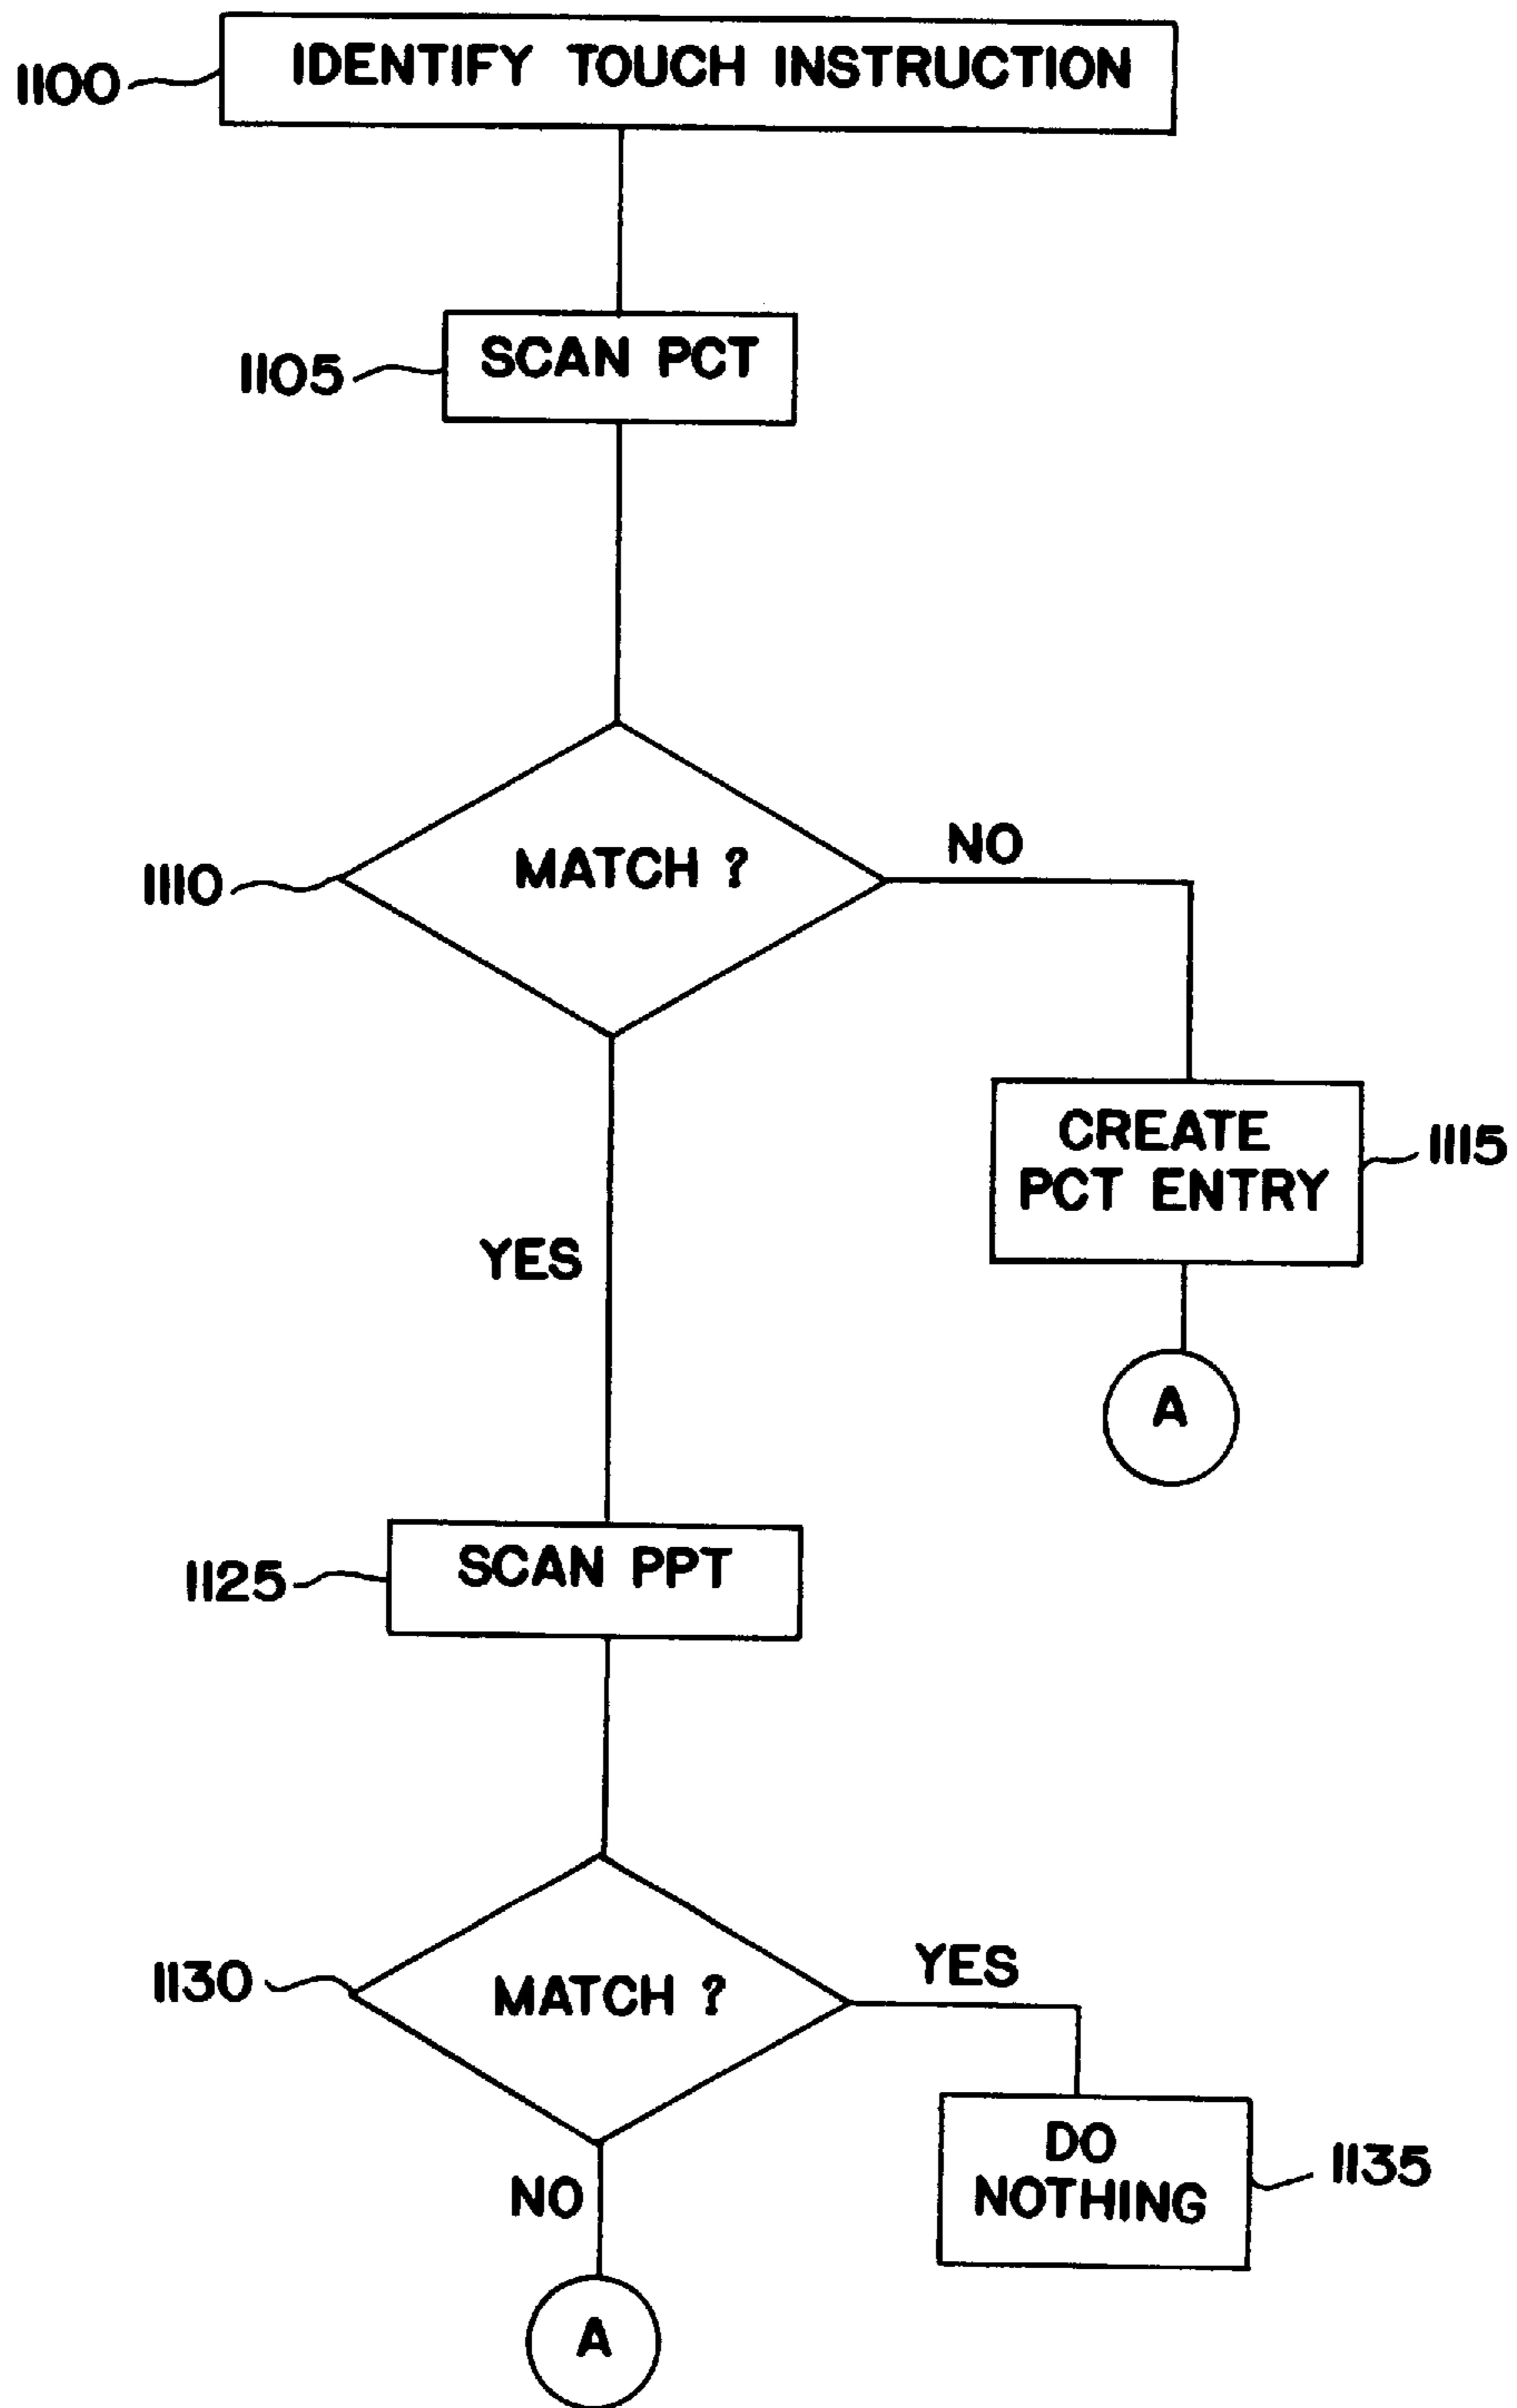 IDENTIFY TOUCH INSTRUCTION
1100
SCAN PCT
1105
MATCH ?
NO
1110
CREATE
PCT ENTRY
1115
YES
A
SCAN PPT
1125
MATCH ?
YES
1130
DO
NOTHING
1135
NO
A